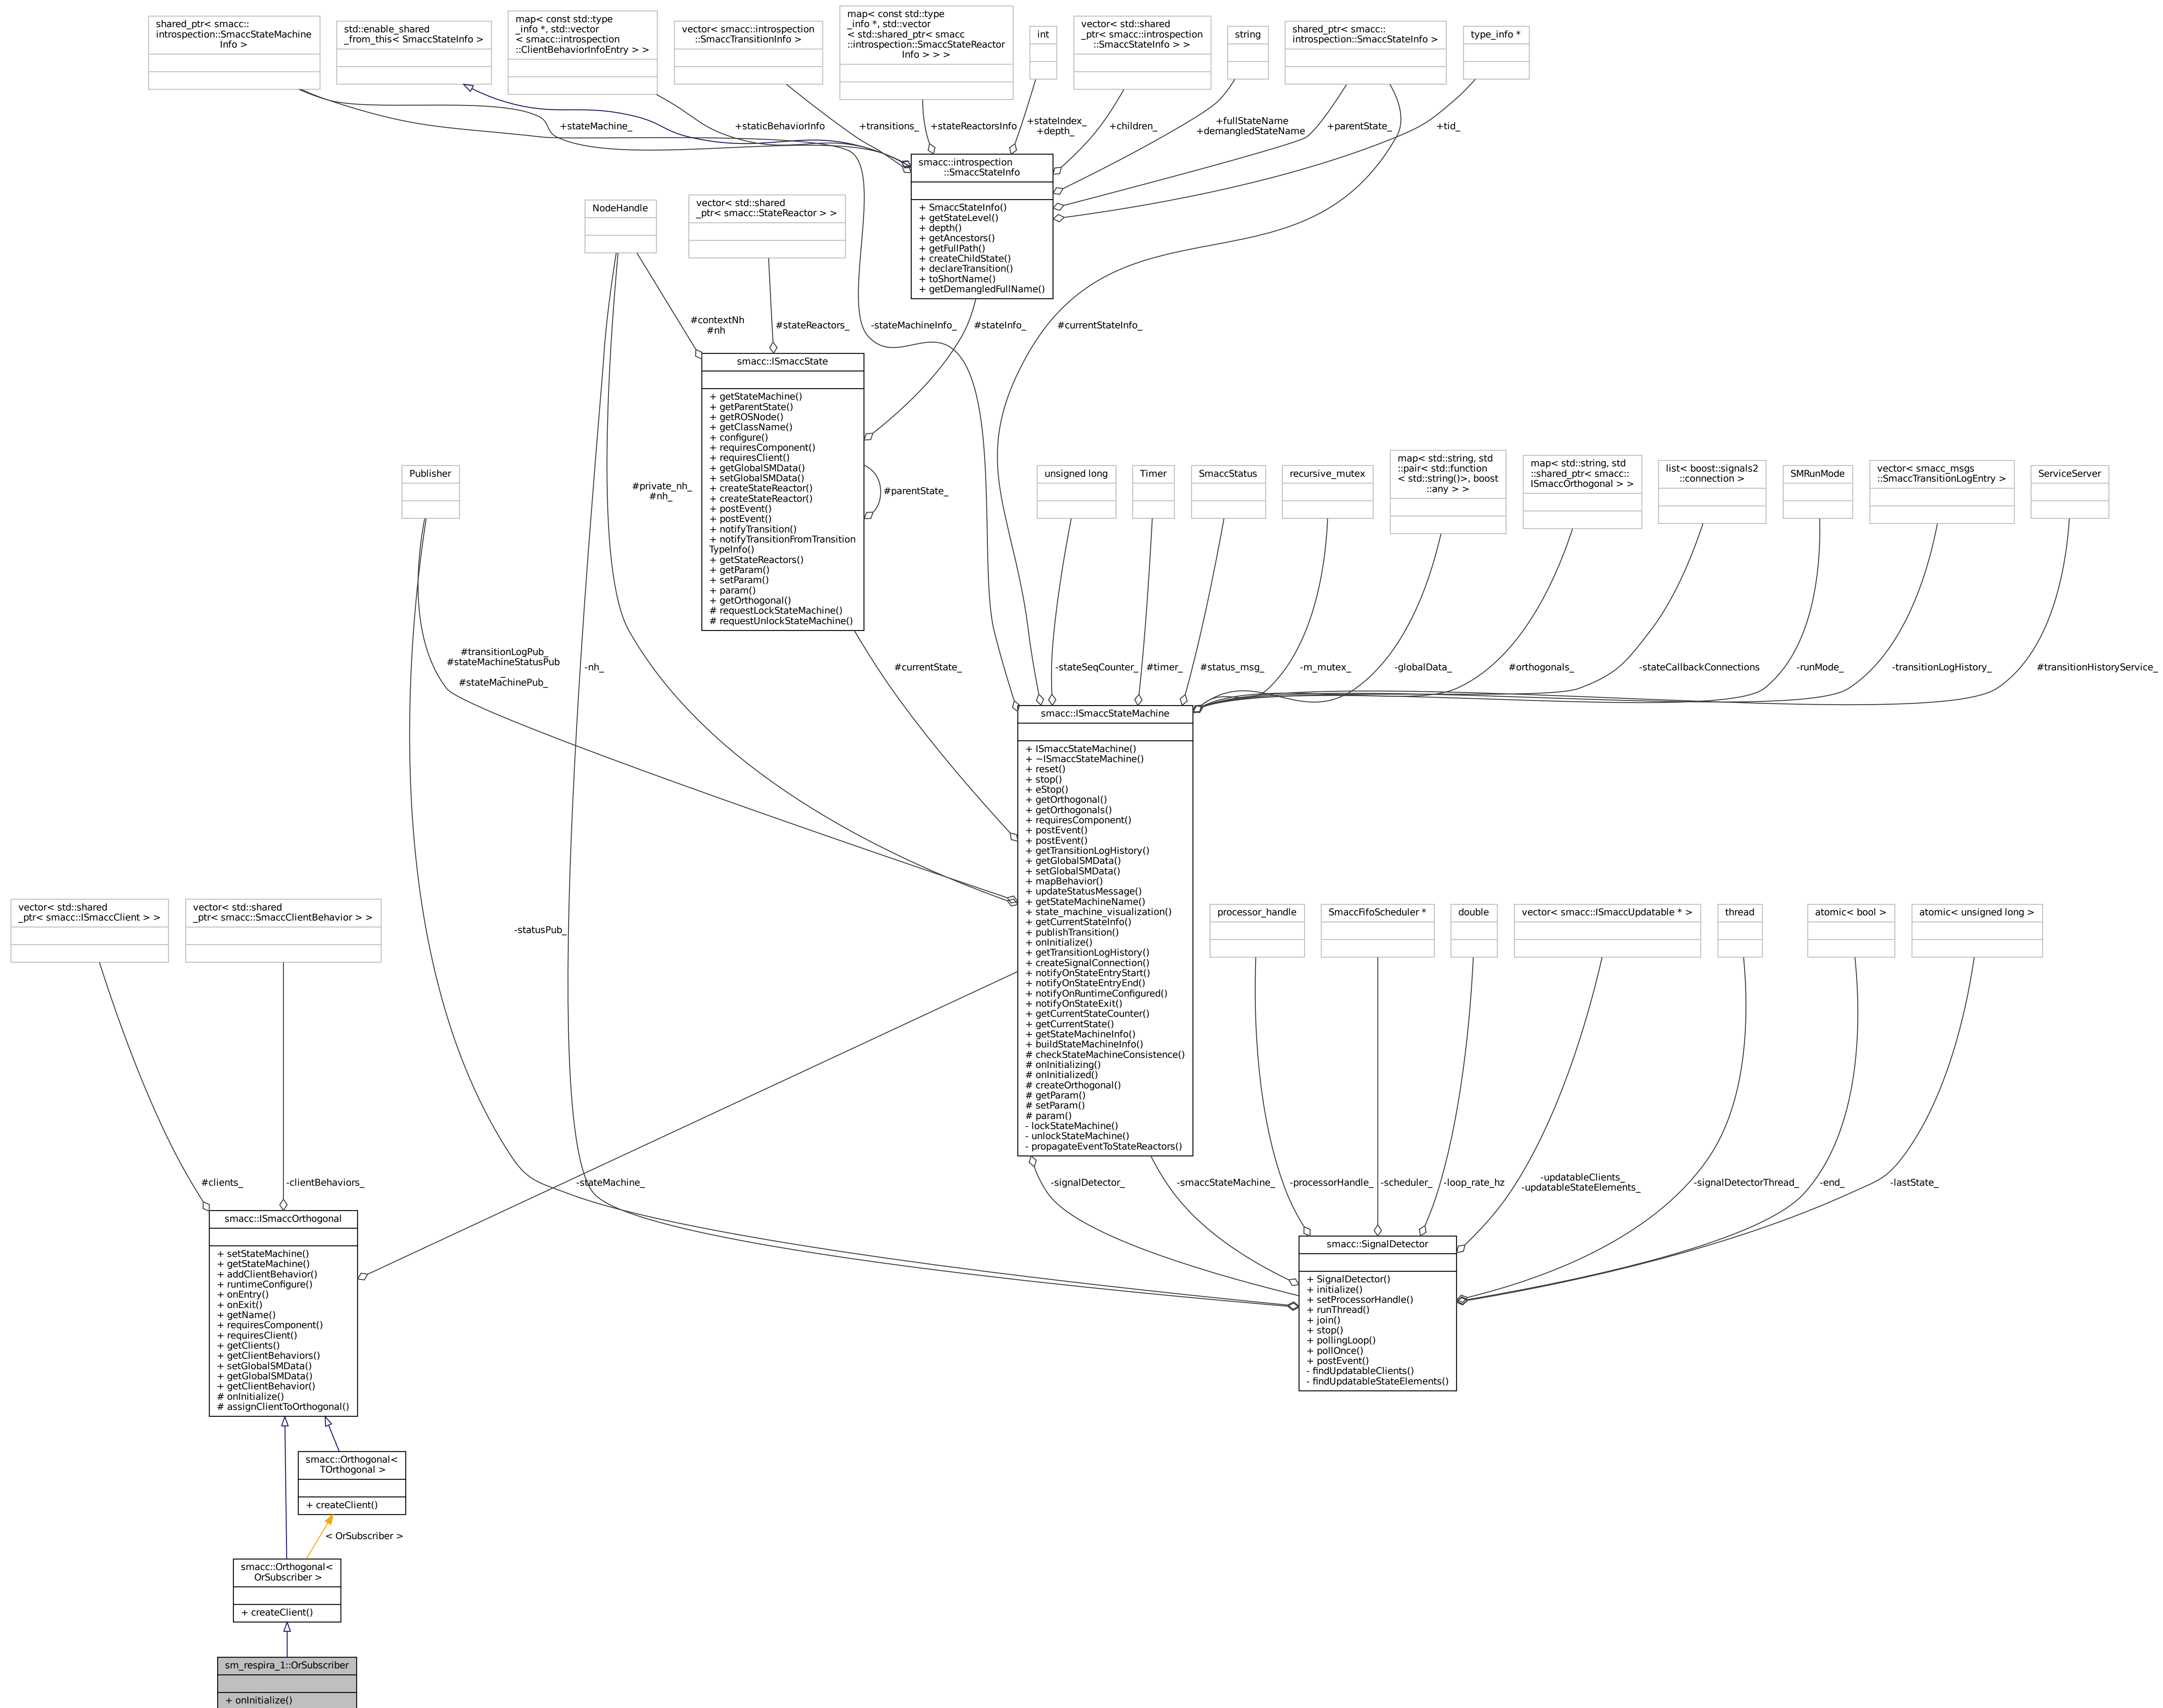 shared_ptr< smacc::
introspection::SmaccStateMachine
Info >
std::enable_shared
_from_this< SmaccStateInfo >
map< const std::type
_info *, std::vector
< smacc::introspection
::ClientBehaviorInfoEntry > >
vector< smacc::introspection
::SmaccTransitionInfo >
map< const std::type
_info *, std::vector
< std::shared_ptr< smacc
::introspection::SmaccStateReactor
Info > > >
int
vector< std::shared
_ptr< smacc::introspection
::SmaccStateInfo > >
string
shared_ptr< smacc::
introspection::SmaccStateInfo >
type_info *
+stateMachine_
+staticBehaviorInfo
+transitions_
+stateReactorsInfo
+stateIndex_
+depth_
+children_
+fullStateName
+demangledStateName
+parentState_
+tid_
smacc::introspection
::SmaccStateInfo
+ SmaccStateInfo()
+ getStateLevel()
+ depth()
+ getAncestors()
+ getFullPath()
+ createChildState()
+ declareTransition()
+ toShortName()
+ getDemangledFullName()
NodeHandle
vector< std::shared
_ptr< smacc::StateReactor > >
#contextNh
#nh
#stateReactors_
-stateMachineInfo_
#stateInfo_
#currentStateInfo_
smacc::ISmaccState
+ getStateMachine()
+ getParentState()
+ getROSNode()
+ getClassName()
+ configure()
+ requiresComponent()
+ requiresClient()
+ getGlobalSMData()
+ setGlobalSMData()
+ createStateReactor()
+ createStateReactor()
+ postEvent()
+ postEvent()
+ notifyTransition()
+ notifyTransitionFromTransition
TypeInfo()
+ getStateReactors()
+ getParam()
+ setParam()
+ param()
+ getOrthogonal()
# requestLockStateMachine()
# requestUnlockStateMachine()
#parentState_
#private_nh_
#nh_
Publisher
unsigned long
Timer
SmaccStatus
recursive_mutex
map< std::string, std
::pair< std::function
< std::string()>, boost
::any > >
map< std::string, std
::shared_ptr< smacc::
ISmaccOrthogonal > >
list< boost::signals2
::connection >
SMRunMode
vector< smacc_msgs
::SmaccTransitionLogEntry >
ServiceServer
#transitionLogPub_
#stateMachineStatusPub
_
#stateMachinePub_
-nh_
#currentState_
-stateSeqCounter_
#timer_
#status_msg_
-m_mutex_
-globalData_
#orthogonals_
-stateCallbackConnections
-runMode_
-transitionLogHistory_
#transitionHistoryService_
smacc::ISmaccStateMachine
+ ISmaccStateMachine()
+ ~ISmaccStateMachine()
+ reset()
+ stop()
+ eStop()
+ getOrthogonal()
+ getOrthogonals()
+ requiresComponent()
+ postEvent()
+ postEvent()
+ getTransitionLogHistory()
+ getGlobalSMData()
+ setGlobalSMData()
+ mapBehavior()
+ updateStatusMessage()
+ getStateMachineName()
+ state_machine_visualization()
+ getCurrentStateInfo()
+ publishTransition()
+ onInitialize()
+ getTransitionLogHistory()
+ createSignalConnection()
+ notifyOnStateEntryStart()
+ notifyOnStateEntryEnd()
+ notifyOnRuntimeConfigured()
+ notifyOnStateExit()
+ getCurrentStateCounter()
+ getCurrentState()
+ getStateMachineInfo()
+ buildStateMachineInfo()
# checkStateMachineConsistence()
# onInitializing()
# onInitialized()
# createOrthogonal()
# getParam()
# setParam()
# param()
- lockStateMachine()
- unlockStateMachine()
- propagateEventToStateReactors()
vector< std::shared
_ptr< smacc::ISmaccClient > >
vector< std::shared
_ptr< smacc::SmaccClientBehavior > >
-statusPub_
processor_handle
SmaccFifoScheduler *
double
vector< smacc::ISmaccUpdatable * >
thread
atomic< bool >
atomic< unsigned long >
#clients_
-clientBehaviors_
-stateMachine_
-signalDetector_
-smaccStateMachine_
-processorHandle_
-scheduler_
-loop_rate_hz
-updatableClients_
-updatableStateElements_
-signalDetectorThread_
-end_
-lastState_
smacc::ISmaccOrthogonal
+ setStateMachine()
+ getStateMachine()
+ addClientBehavior()
+ runtimeConfigure()
+ onEntry()
+ onExit()
+ getName()
+ requiresComponent()
+ requiresClient()
+ getClients()
+ getClientBehaviors()
+ setGlobalSMData()
+ getGlobalSMData()
+ getClientBehavior()
# onInitialize()
# assignClientToOrthogonal()
smacc::SignalDetector
+ SignalDetector()
+ initialize()
+ setProcessorHandle()
+ runThread()
+ join()
+ stop()
+ pollingLoop()
+ pollOnce()
+ postEvent()
- findUpdatableClients()
- findUpdatableStateElements()
smacc::Orthogonal<
TOrthogonal >
+ createClient()
< OrSubscriber >
smacc::Orthogonal<
OrSubscriber >
+ createClient()
sm_respira_1::OrSubscriber
+ onInitialize()